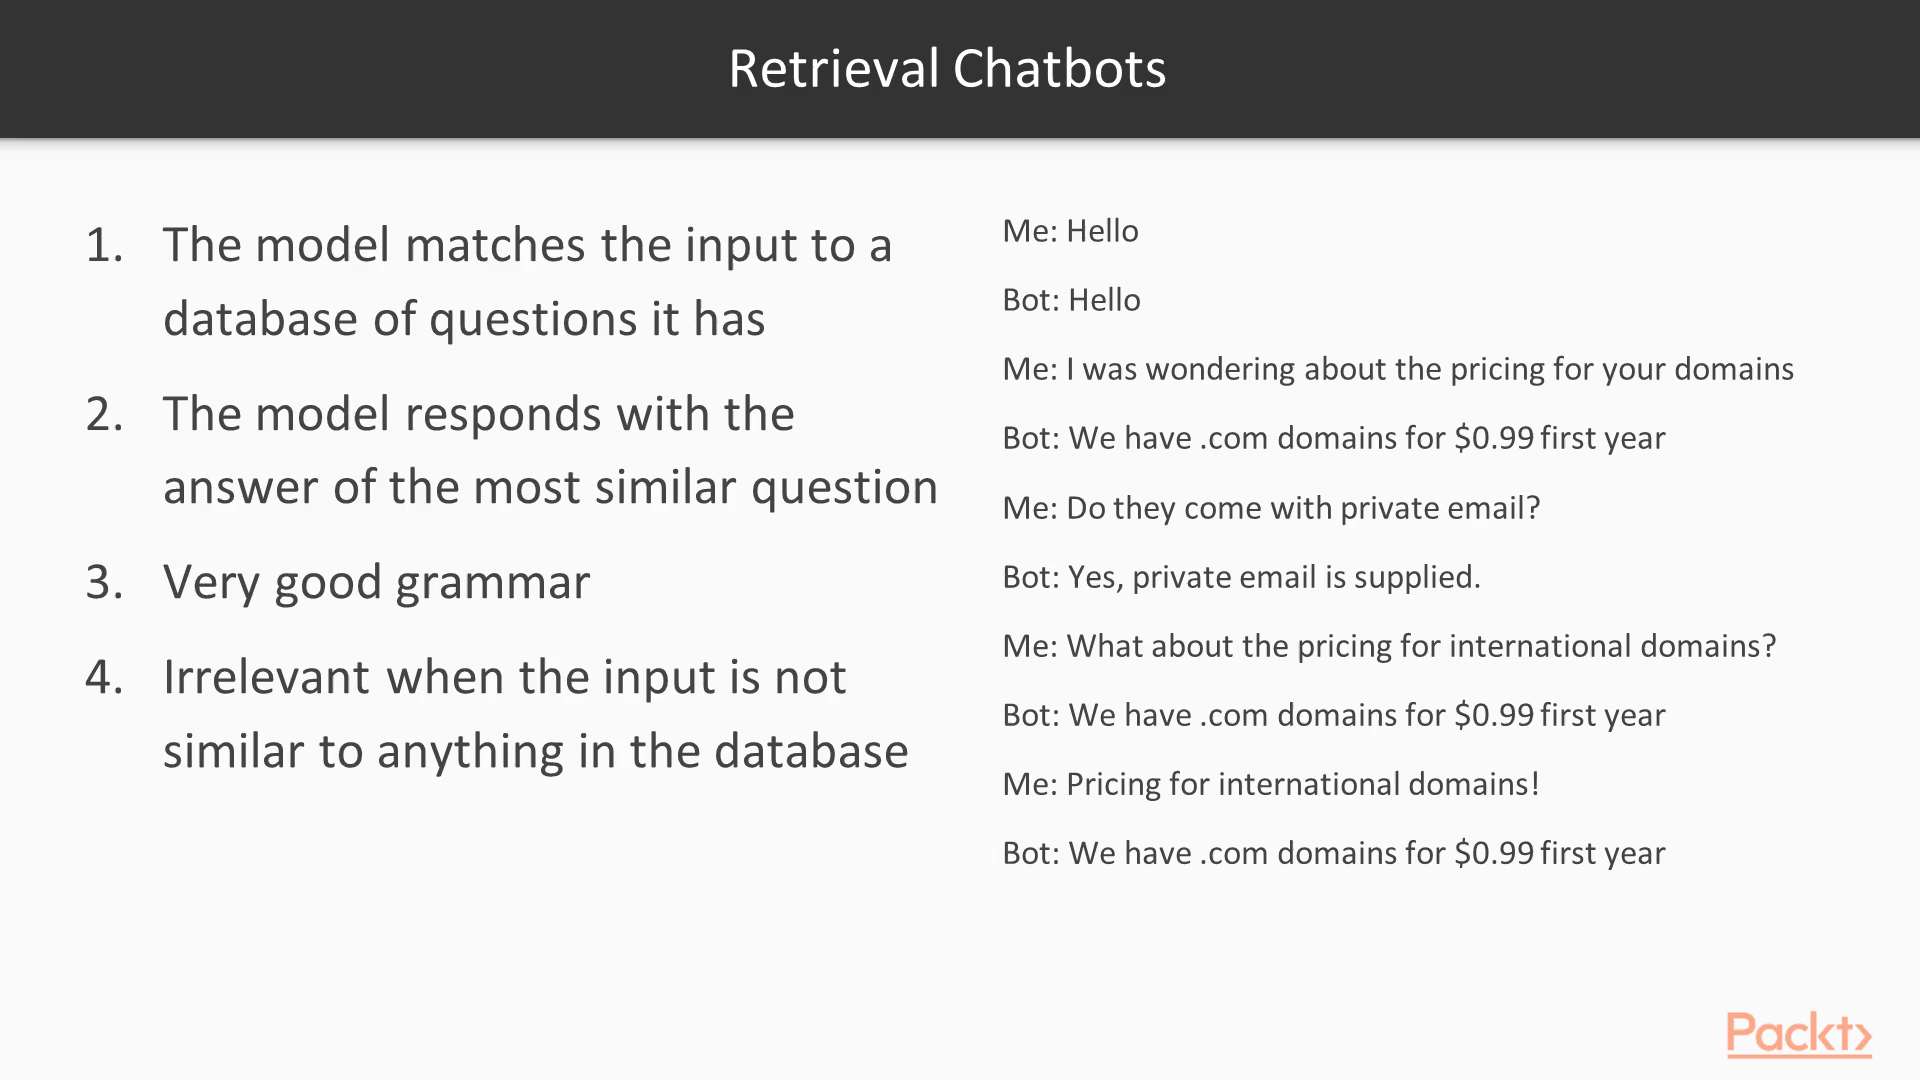 Retrieval Chatbots
1. The model matches the input to a
database of questions it has
2. The model responds with the
answer of the most similar question
3. Very good grammar
4. Irrelevant when the input is not
similar to anything in the database
Me: Hello
Bot: Hello
Me: I was wondering about the pricing for your domains
Bot: We have .com domains for $0.99 first year
Me: Do they come with private email?
Bot: Yes, private email is supplied.
Me: What about the pricing for international domains?
Bot: We have .com domains for $0.99 first year
Me: Pricing for international domains!
Bot: We have .com domains for $0.99 first year
Packt>